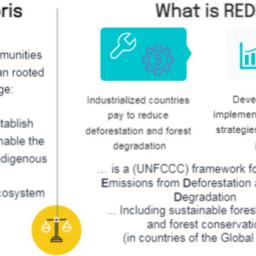 ris
munities
an rooted
ge:
stablish
nable the
digenous
cosystem
What is RED
Industrialized countries
pay to reduce
deforestation and forest
degradation
Deve
implemen
strategies
... is a (UNFCCC) framework fo
Emissions from Deforestation a
Degradation
... Including sustainable fores
and forest conservati
(in countries of the Global